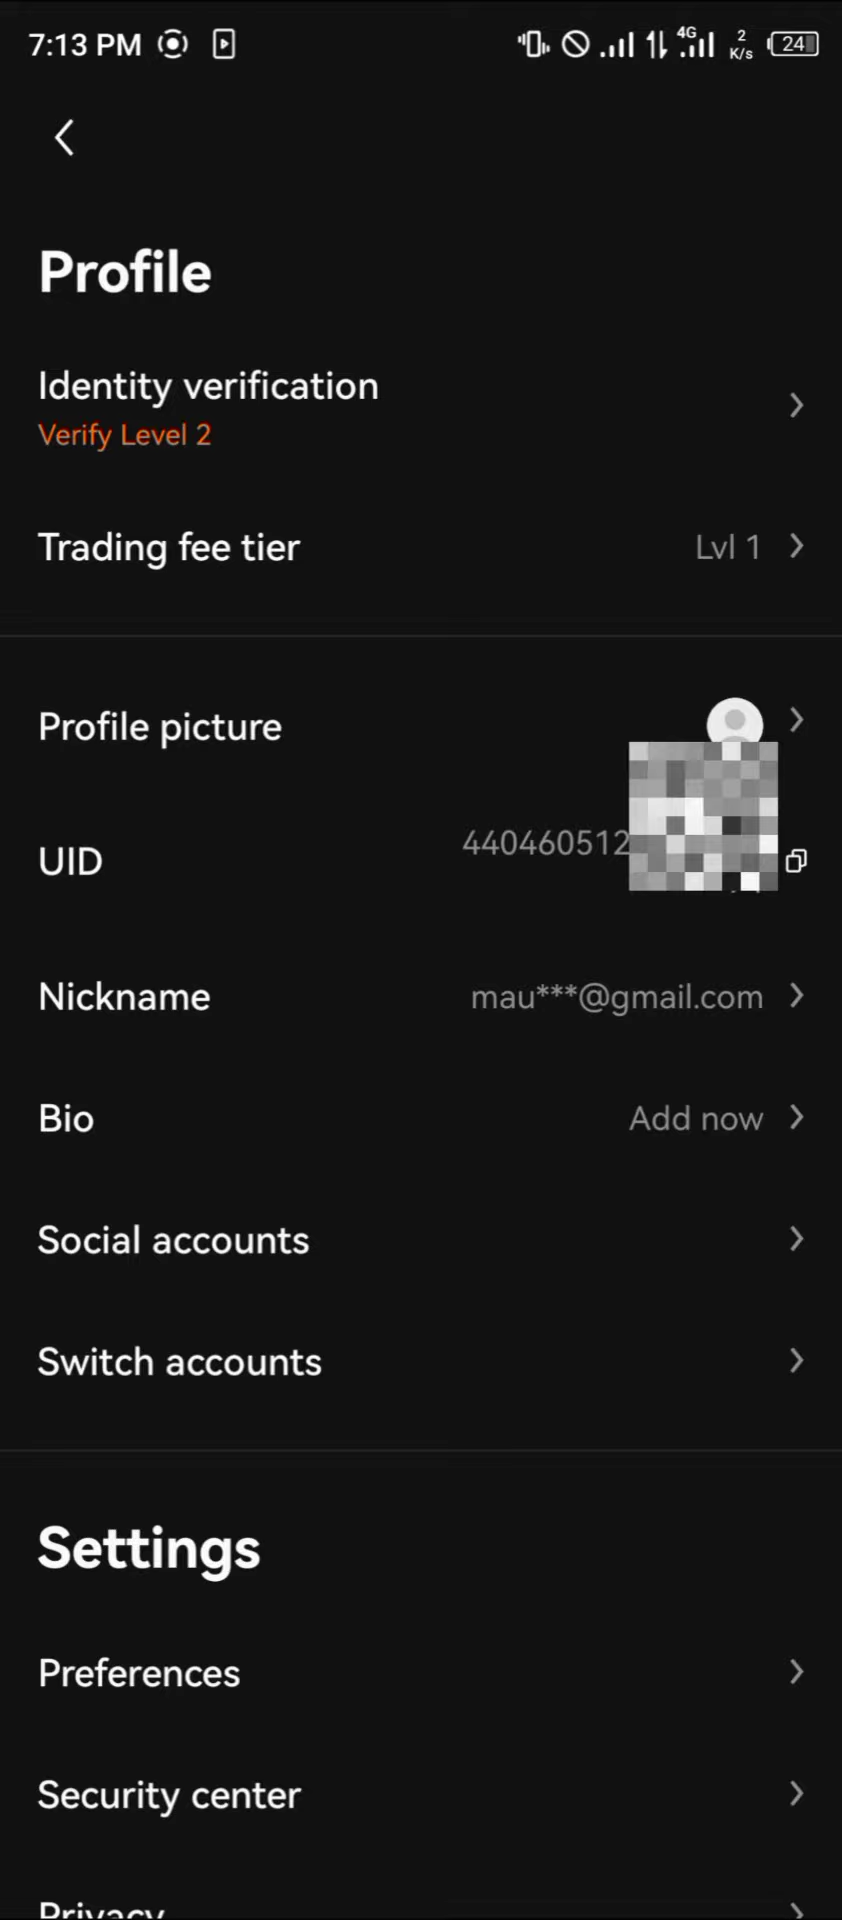 7:13 PM
4G
2
K/s
24
Profile
Identity verification
Verify Level 2
Trading fee tier
Lvl 1
Profile picture
UID
440460512
Nickname
mau***@gmail.com
Bio
Add now
Social accounts
Switch accounts
Settings
Preferences
Security center
Privacy